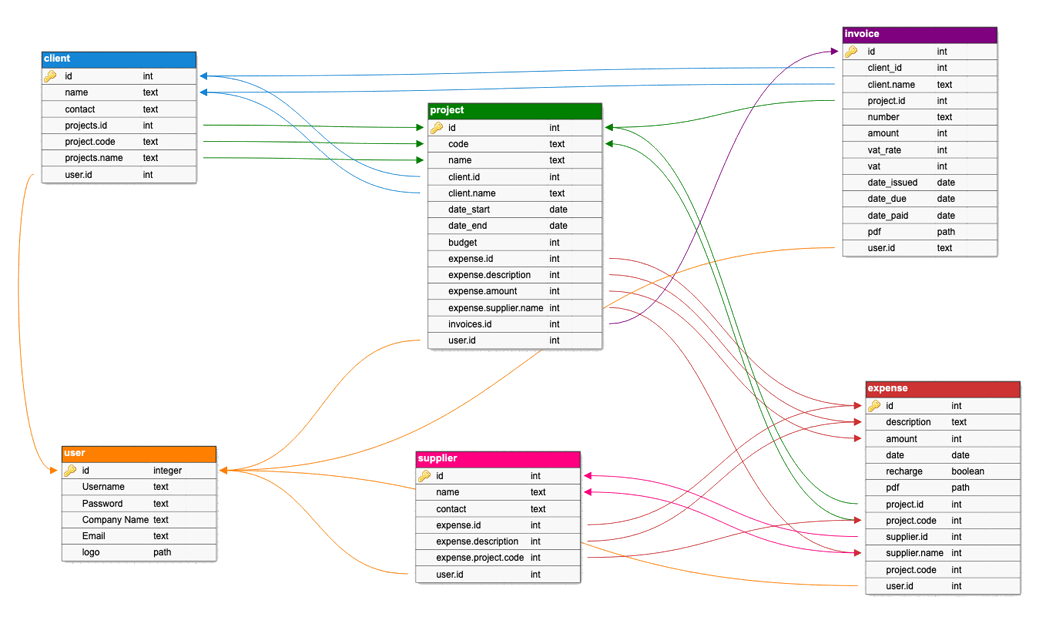 client
id int
name text
contact text
projects.id int
project.code text
projects.name text
user.id int
project
id int
code text
name text
client.id int
client.name text
date_start date
date_end date
budget int
expense.id int
expense.description int
expense.amount int
expense.supplier.name int
invoices.id int
user.id int
invoice
id int
client_id int
client.name text
project.id int
number text
amount int
vat_rate int
vat int
date_issued date
date_due date
date_paid date
pdf path
user.id text
user
id integer
Username text
Password text
Company Name text
Email text
logo path
supplier
id int
name text
contact text
expense.id int
expense.description int
expense.project.code int
user.id int
expense
id int
description text
amount int
date date
recharge boolean
pdf path
project.id int
project.code int
supplier.id int
supplier.name int
project.code int
user.id int